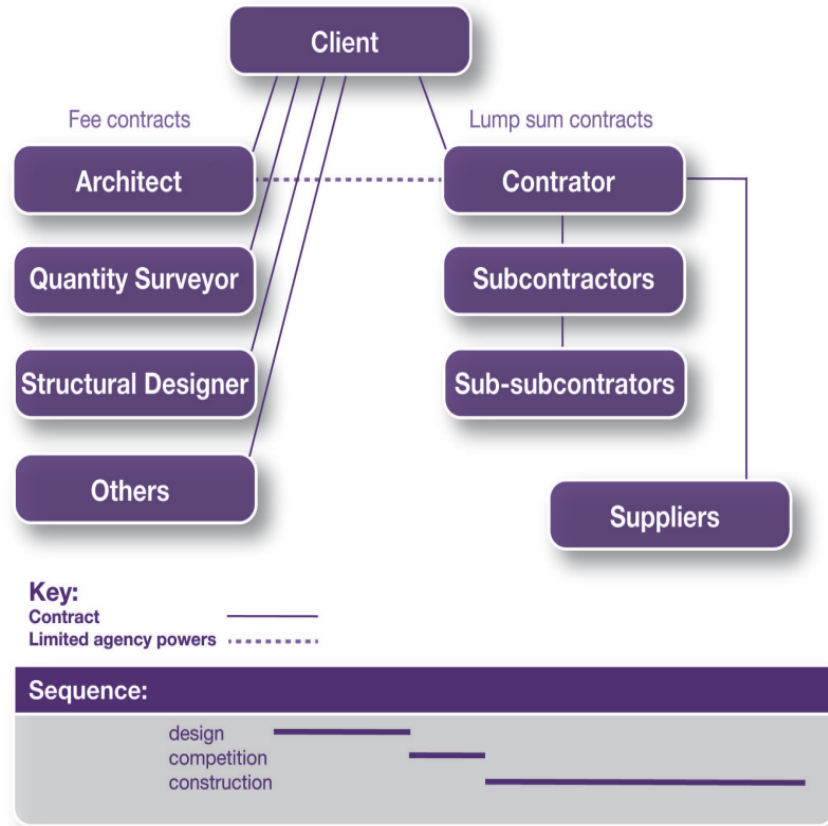 Client
Fee contracts
Lump sum contracts
Architect
Contrator
Quantity Surveyor
Subcontractors
Structural Designer
Sub-subcontrators
Others
Suppliers
Key:
Contract
Limited agency powers
Sequence:
design
competition
construction